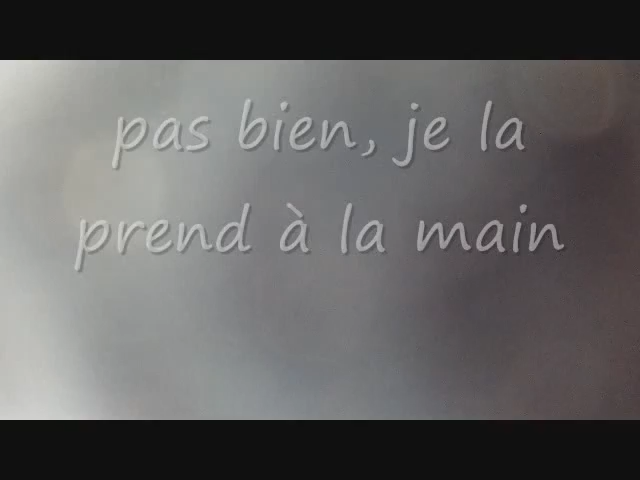 pas bien, je la
prend à la main